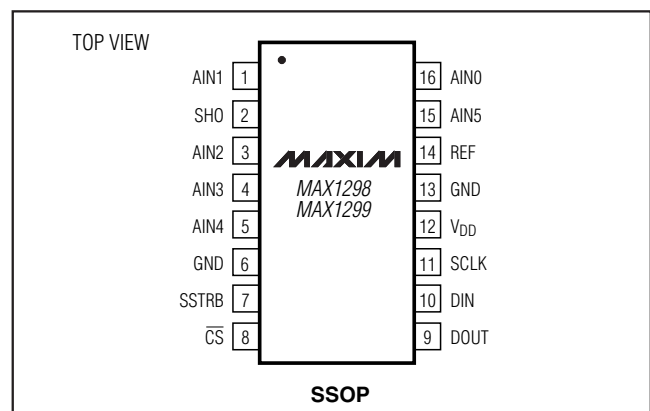 TOP VIEW
AIN1 1
SHO 2
AIN2 3
AIN3 4
AIN4 5
GND 6
SSTRB 7
C̅S̅ 8
MAXIM
MAX1298
MAX1299
16 AIN0
15 AIN5
14 REF
13 GND
12 VDD
11 SCLK
10 DIN
9 DOUT
SSOP